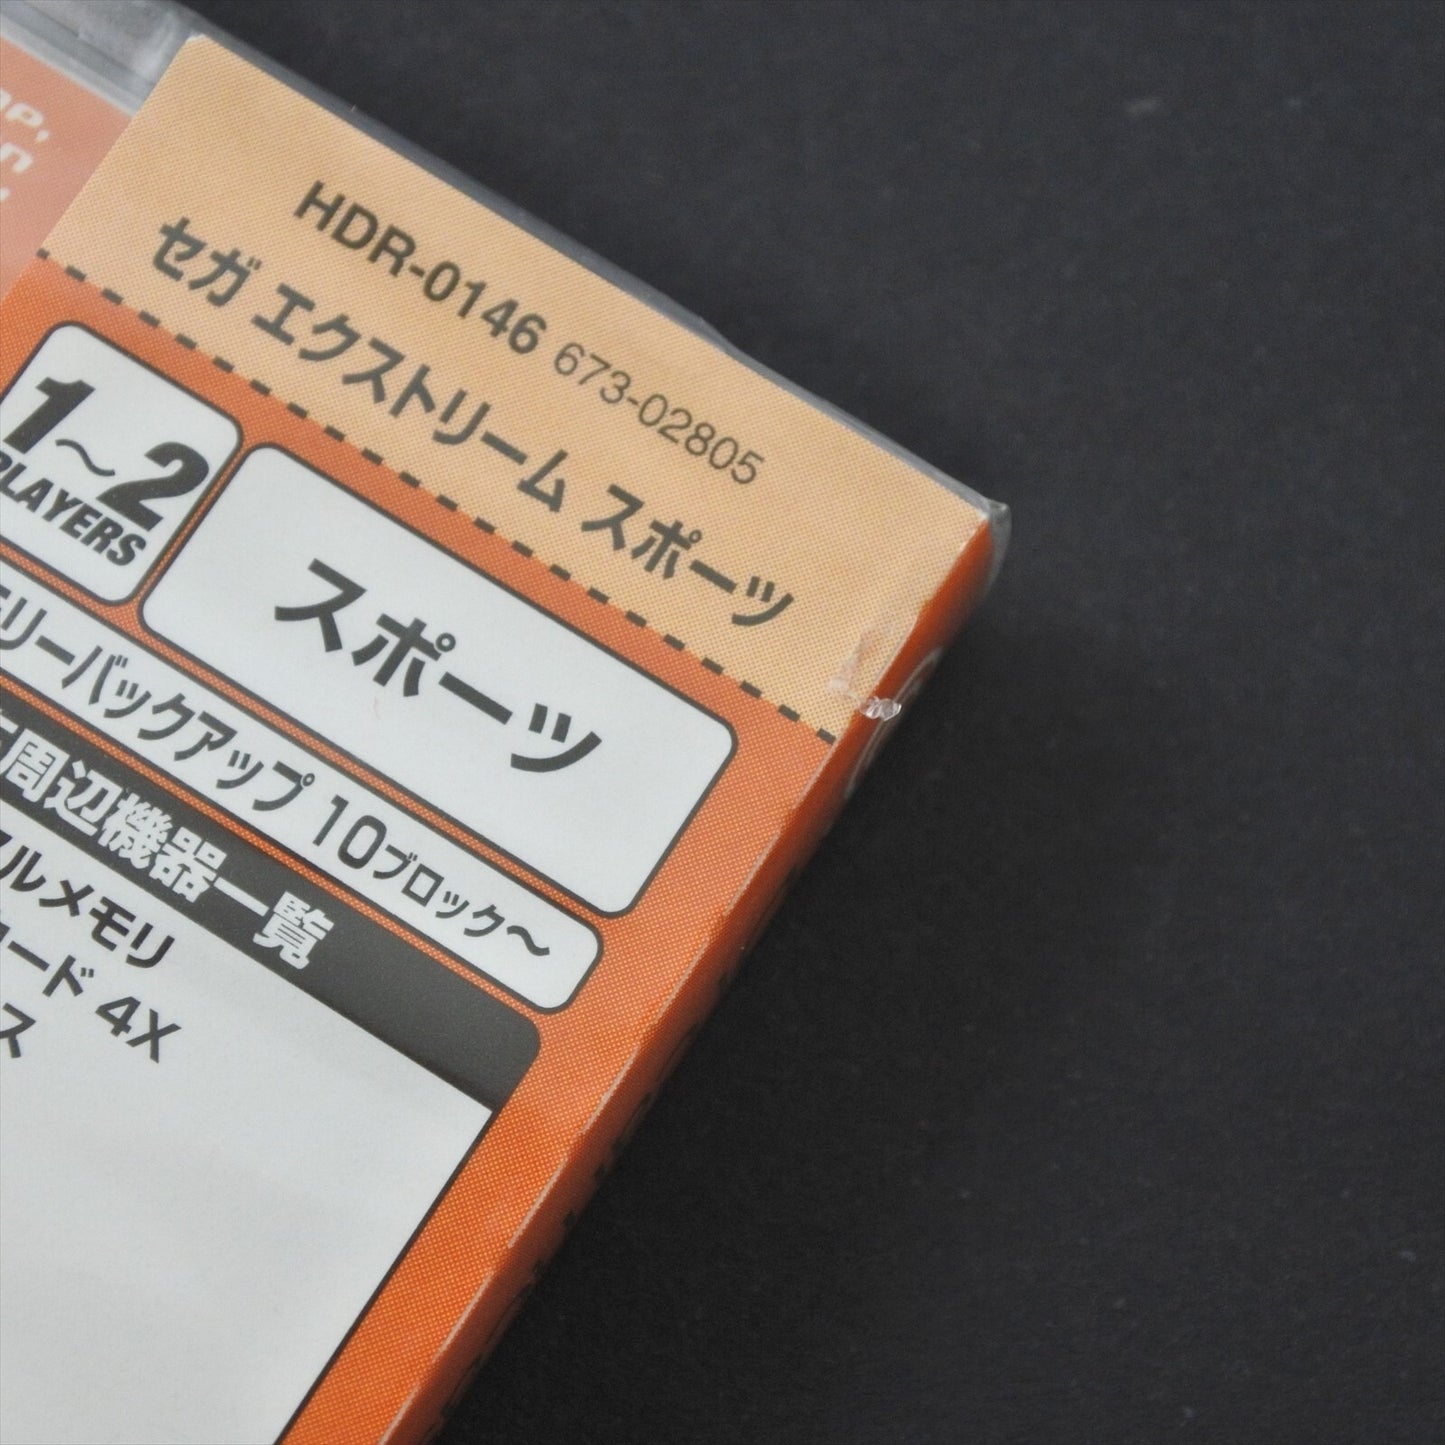 HDR-0146 673-02805
セガ エクストリーム スポーツ
1～2
PLAYERS
スポーツ
モリーバックアップ 10ブロック～
周辺機器一覧
ルメモリ
ード 4X
ス